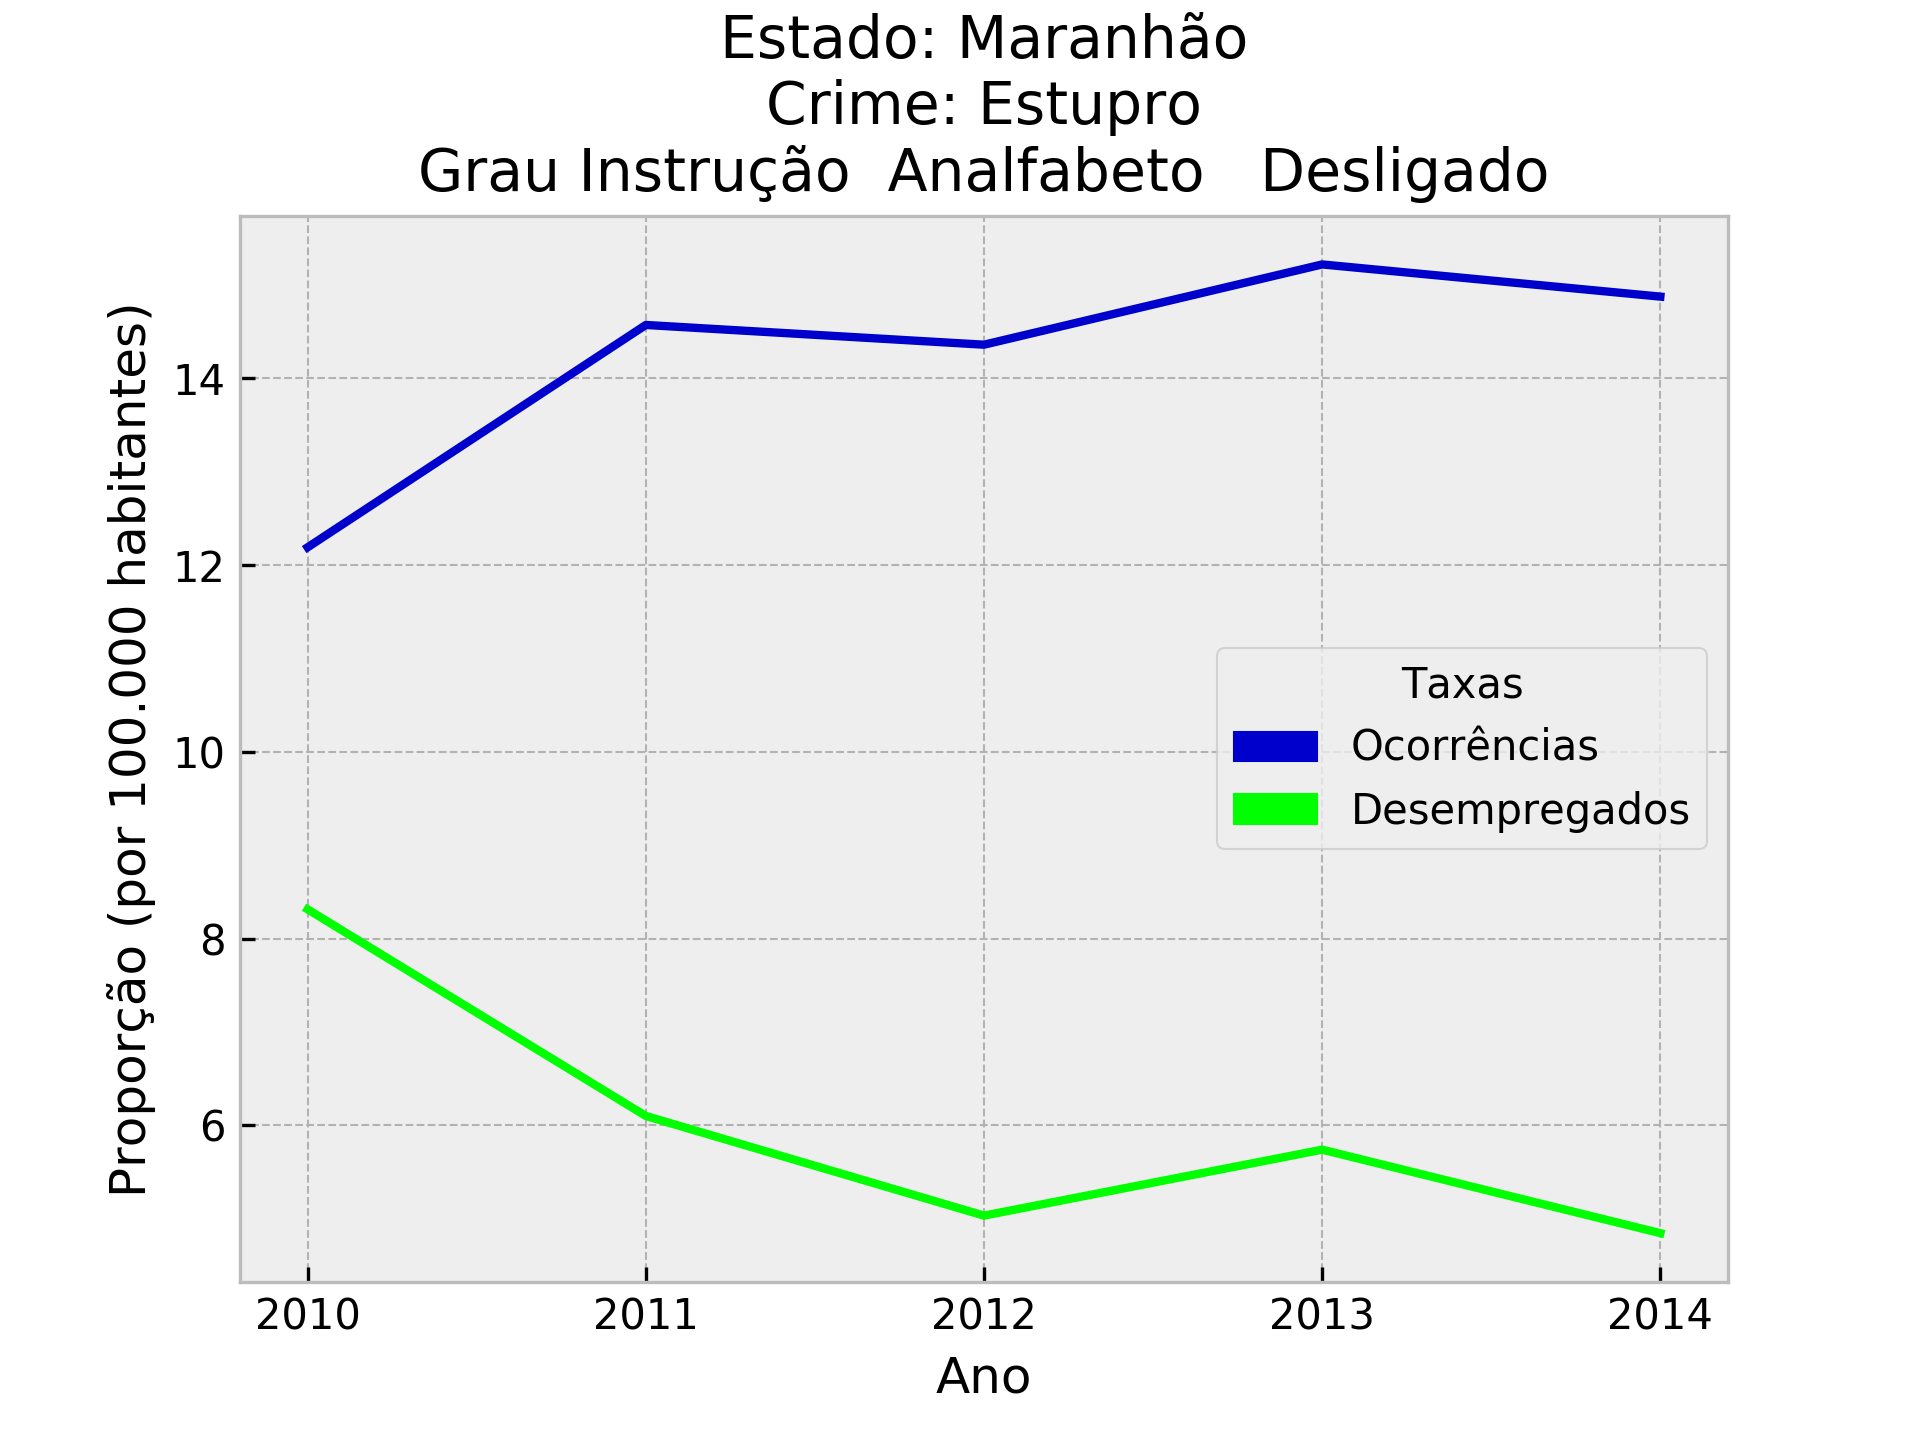 Estado: Maranhão
Crime: Estupro
Grau Instrução  Analfabeto   Desligado
Proporção (por 100.000 habitantes)
14
12
10
8
6
Taxas
Ocorrências
Desempregados
2010 2011 2012 2013 2014
Ano